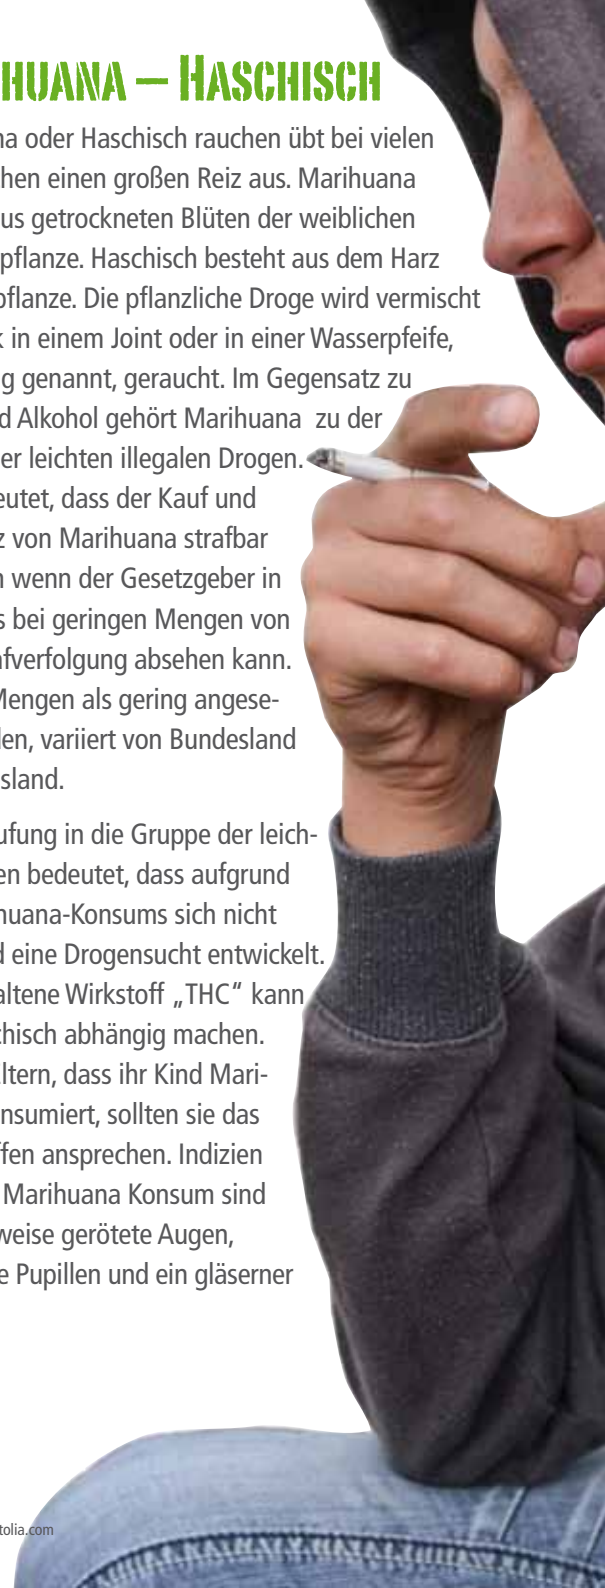 HUANA – HASCHISCH
na oder Haschisch rauchen übt bei vielen
hen einen großen Reiz aus. Marihuana
us getrockneten Blüten der weiblichen
pflanze. Haschisch besteht aus dem Harz
pflanze. Die pflanzliche Droge wird vermischt
k in einem Joint oder in einer Wasserpfeife,
g genannt, geraucht. Im Gegensatz zu
d Alkohol gehört Marihuana zu der
er leichten illegalen Drogen.
eutet, dass der Kauf und
z von Marihuana strafbar
n wenn der Gesetzgeber in
s bei geringen Mengen von
afverfolgung absehen kann.
Mengen als gering angese-
den, variiert von Bundesland
sland.
ufung in die Gruppe der leich-
en bedeutet, dass aufgrund
huana-Konsums sich nicht
d eine Drogensucht entwickelt.
altene Wirkstoff „THC“ kann
chisch abhängig machen.
ltern, dass ihr Kind Mari-
nsumiert, sollten sie das
ffen ansprechen. Indizien
Marihuana Konsum sind
weise gerötete Augen,
e Pupillen und ein gläserner
tolia.com